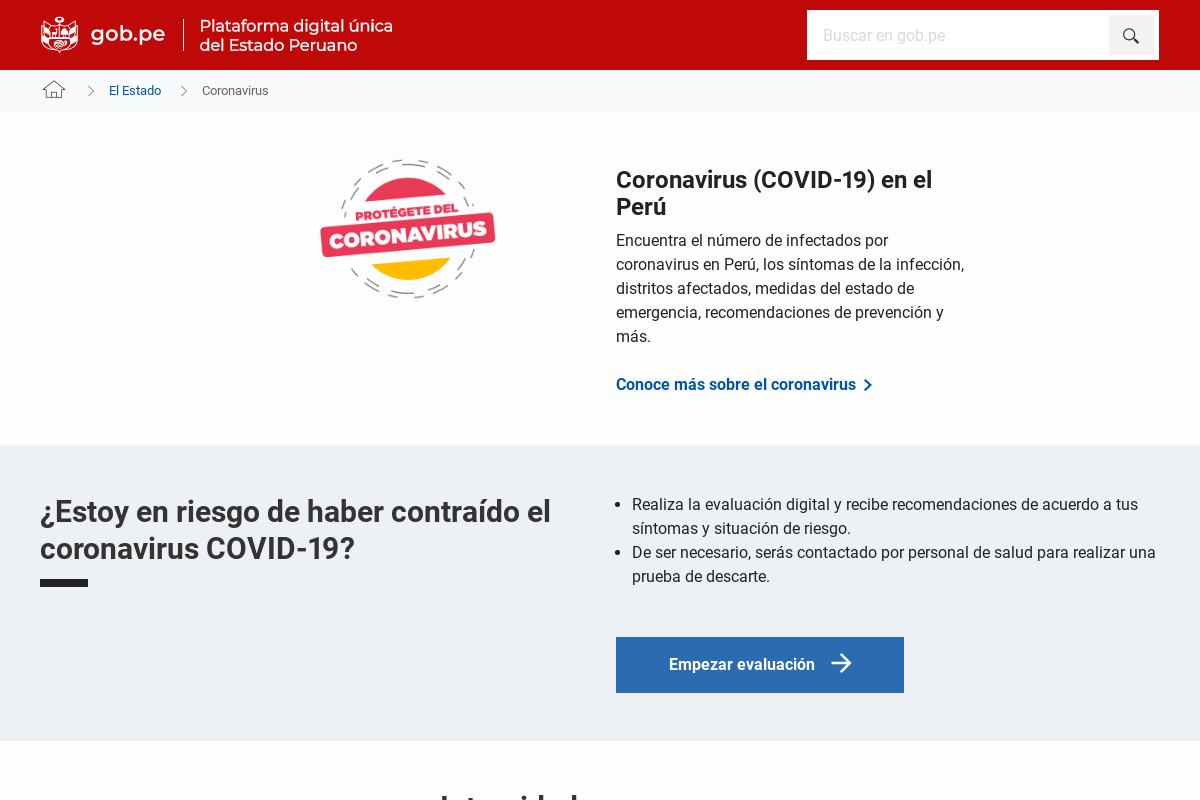 gob.pe
Plataforma digital única
del Estado Peruano
Buscar en gob.pe
El Estado
Coronavirus
PROTÉGETE DEL
CORONAVIRUS
Coronavirus (COVID-19) en el
Perú
Encuentra el número de infectados por
coronavirus en Perú, los síntomas de la infección,
distritos afectados, medidas del estado de
emergencia, recomendaciones de prevención y
más.
Conoce más sobre el coronavirus
¿Estoy en riesgo de haber contraído el
coronavirus COVID-19?
Realiza la evaluación digital y recibe recomendaciones de acuerdo a tus
síntomas y situación de riesgo.
De ser necesario, serás contactado por personal de salud para realizar una
prueba de descarte.
Empezar evaluación